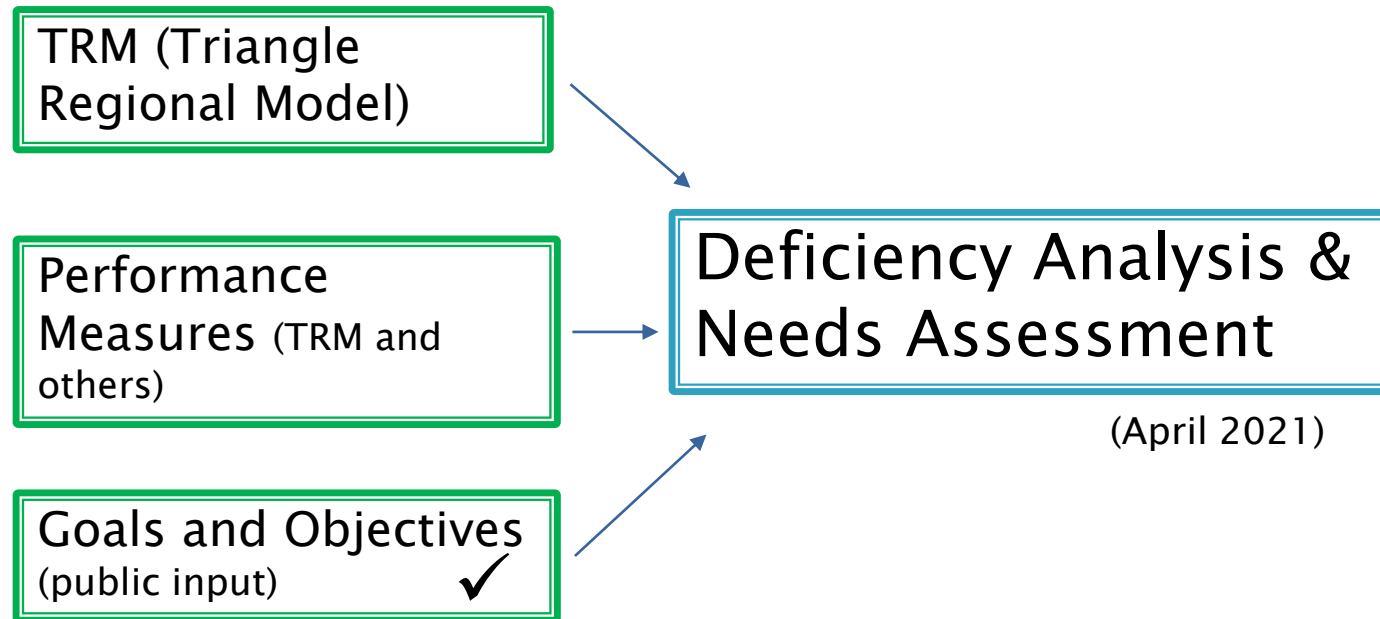 TRM (Triangle
Regional Model)
Performance
Measures (TRM and
others)
Goals and Objectives
(public input) ✓
Deficiency Analysis &
Needs Assessment
(April 2021)